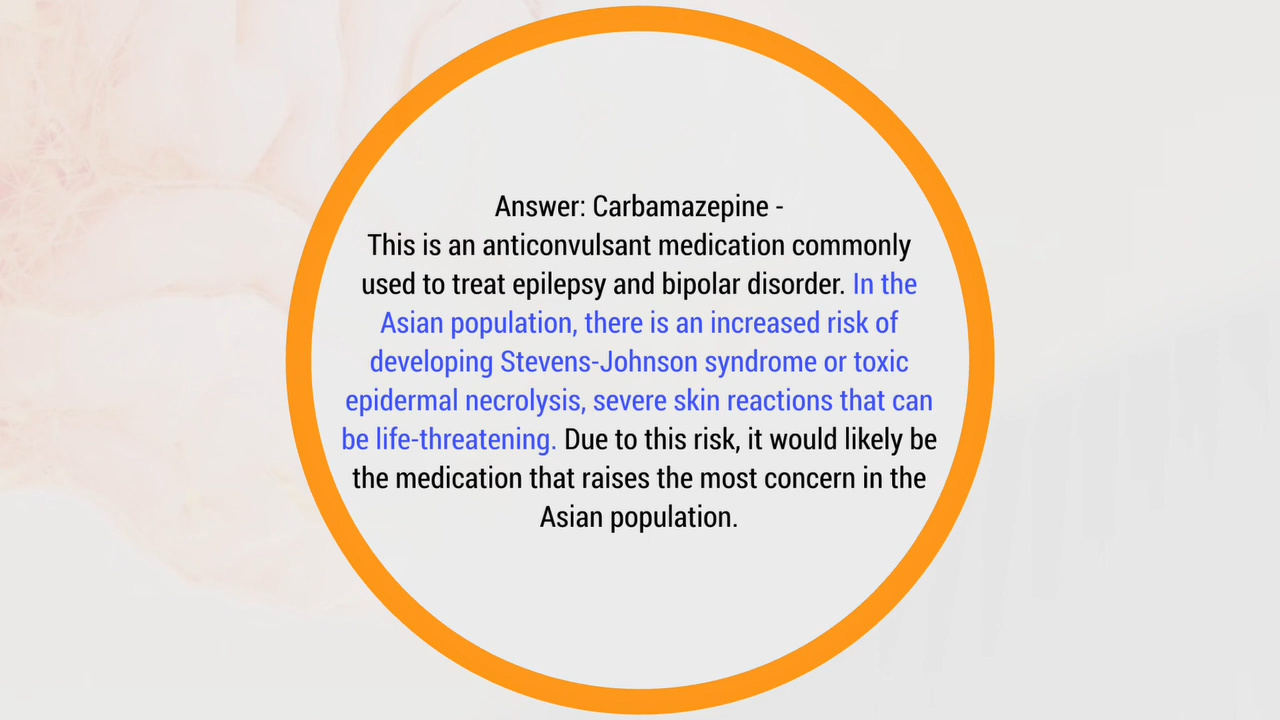 Answer: Carbamazepine -
This is an anticonvulsant medication commonly
used to treat epilepsy and bipolar disorder. In the
Asian population, there is an increased risk of
developing Stevens-Johnson syndrome or toxic
epidermal necrolysis, severe skin reactions that can
be life-threatening. Due to this risk, it would likely be
the medication that raises the most concern in the
Asian population.